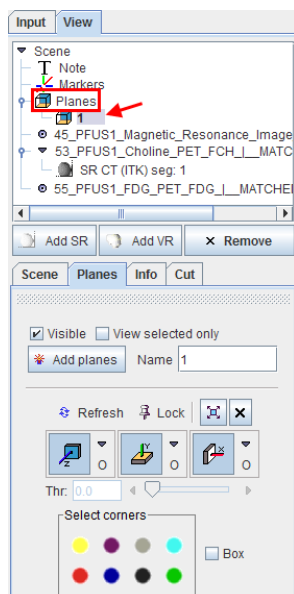 Input View
Scene
Note
Markers
Planes
1
45_PFUS1_Magnetic_Resonance_Image
53_PFUS1_Choline_PET_FCH_|__MATC
SR CT (ITK) seg: 1
55_PFUS1_FDG_PET_FDG_|__MATCHE
Add SR Add VR Remove
Scene Planes Info Cut
Visible View selected only
Add planes Name 1
Refresh Lock
Z Y X
Thr: 0.0
Select corners
Box